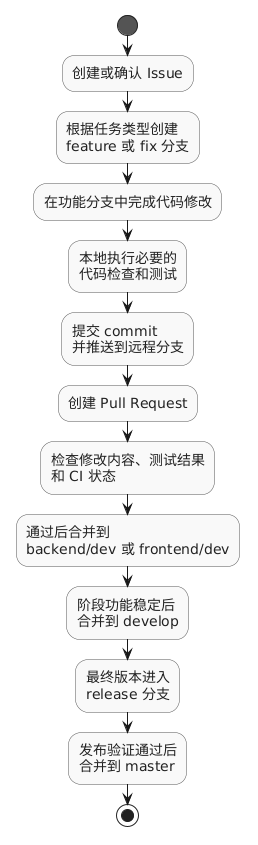 创建或确认 Issue
根据任务类型创建
feature 或 fix 分支
在功能分支中完成代码修改
本地执行必要的
代码检查和测试
提交 commit
并推送到远程分支
创建 Pull Request
检查修改内容、测试结果
和 CI 状态
通过后合并到
backend/dev 或 frontend/dev
阶段功能稳定后
合并到 develop
最终版本进入
release 分支
发布验证通过后
合并到 master